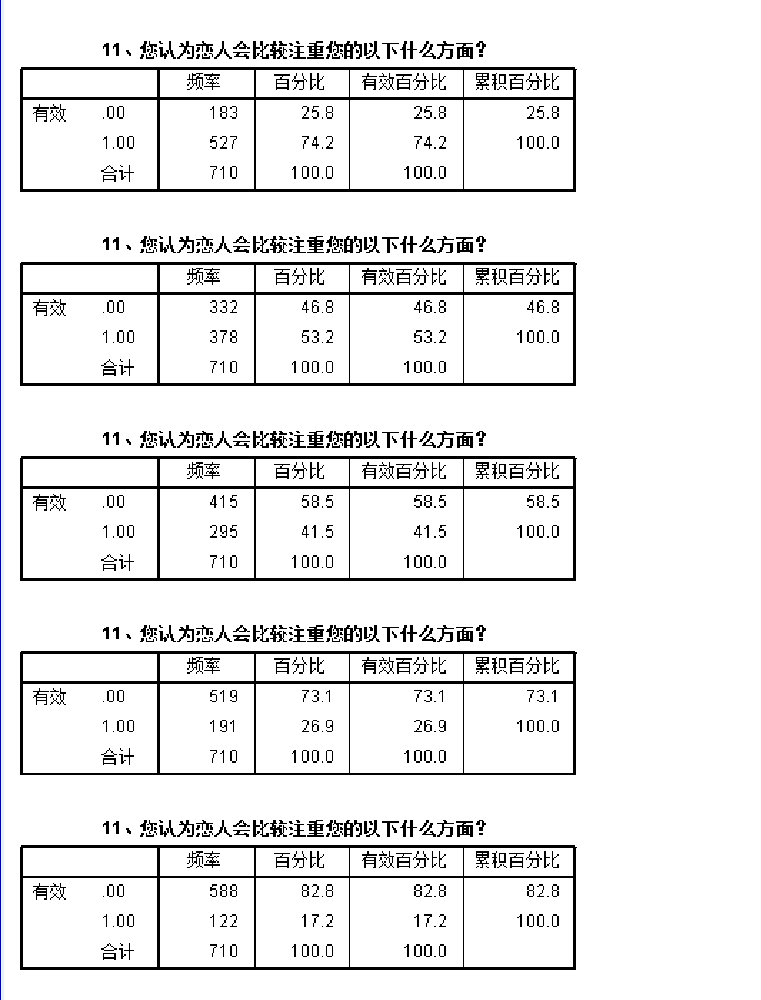 11、您认为恋人会比较注重您的以下什么方面?
频率 百分比 有效百分比 累积百分比
有效 .00 183 25.8 25.8 25.8
1.00 527 74.2 74.2 100.0
合计 710 100.0 100.0
11、您认为恋人会比较注重您的以下什么方面?
频率 百分比 有效百分比 累积百分比
有效 .00 332 46.8 46.8 46.8
1.00 378 53.2 53.2 100.0
合计 710 100.0 100.0
11、您认为恋人会比较注重您的以下什么方面?
频率 百分比 有效百分比 累积百分比
有效 .00 415 58.5 58.5 58.5
1.00 295 41.5 41.5 100.0
合计 710 100.0 100.0
11、您认为恋人会比较注重您的以下什么方面?
频率 百分比 有效百分比 累积百分比
有效 .00 519 73.1 73.1 73.1
1.00 191 26.9 26.9 100.0
合计 710 100.0 100.0
11、您认为恋人会比较注重您的以下什么方面?
频率 百分比 有效百分比 累积百分比
有效 .00 588 82.8 82.8 82.8
1.00 122 17.2 17.2 100.0
合计 710 100.0 100.0